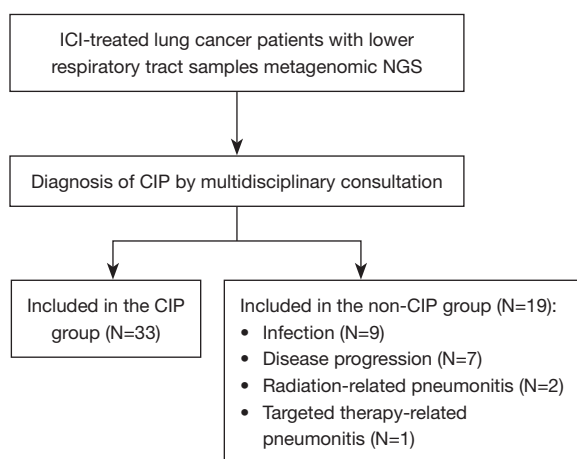 ICI-treated lung cancer patients with lower
respiratory tract samples metagenomic NGS
Diagnosis of CIP by multidisciplinary consultation
Included in the CIP
group (N=33)
Included in the non-CIP group (N=19):
• Infection (N=9)
• Disease progression (N=7)
• Radiation-related pneumonitis (N=2)
• Targeted therapy-related
pneumonitis (N=1)